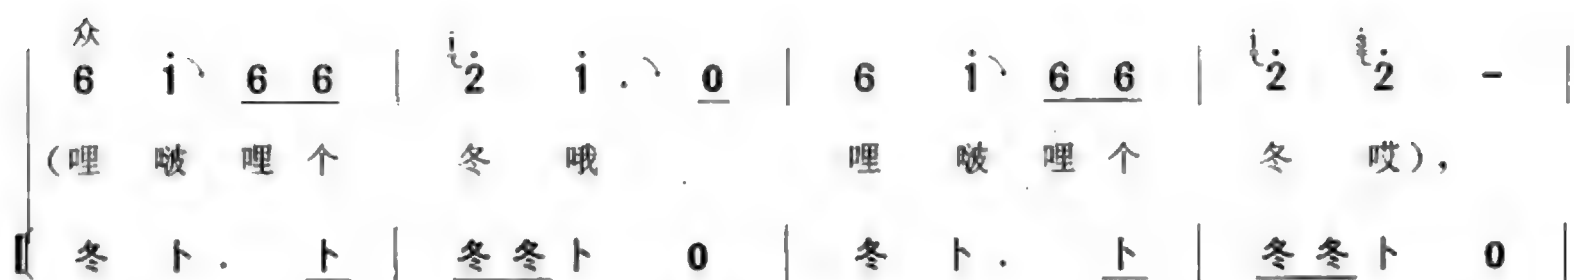 众
6 i 6 6 | i 2 i . 0 | 6 i 6 6 | i 2 2 - |
(哩 啵 哩 个 冬 哦 哩 啵 哩 个 冬 哎),
冬 卜 . 卜 | 冬 冬 卜 0 | 冬 卜 . 卜 | 冬 冬 卜 0 |